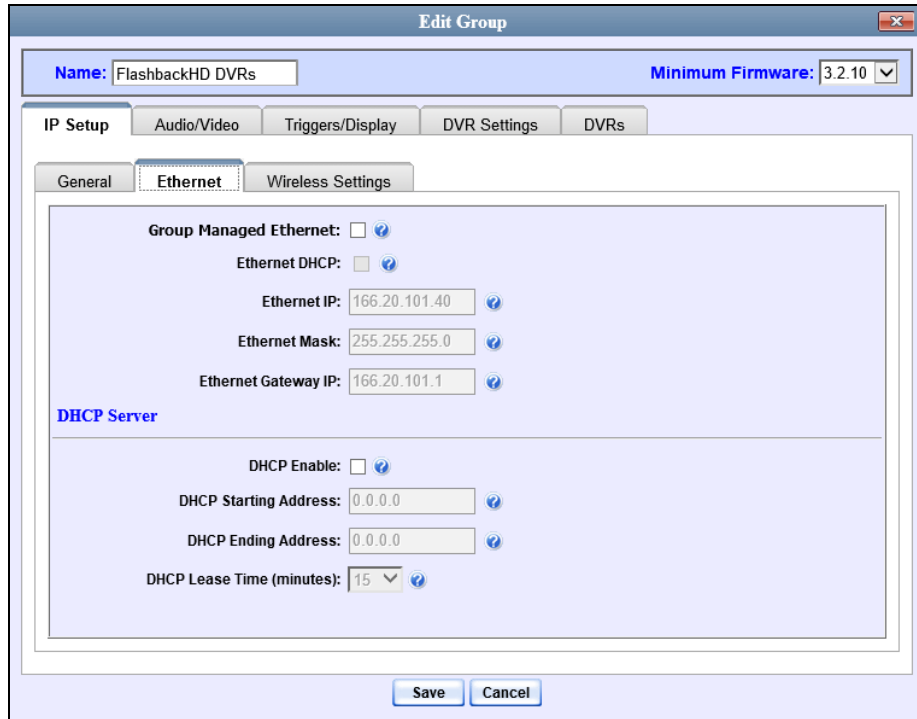 Edit Group
Name: FlashbackHD DVRs Minimum Firmware: 3.2.10
IP Setup Audio/Video Triggers/Display DVR Settings DVRs
General Ethernet Wireless Settings
Group Managed Ethernet: ?
Ethernet DHCP: ?
Ethernet IP: 166.20.101.40 ?
Ethernet Mask: 255.255.255.0 ?
Ethernet Gateway IP: 166.20.101.1 ?
DHCP Server
DHCP Enable: ?
DHCP Starting Address: 0.0.0.0 ?
DHCP Ending Address: 0.0.0.0 ?
DHCP Lease Time (minutes): 15 ?
Save Cancel